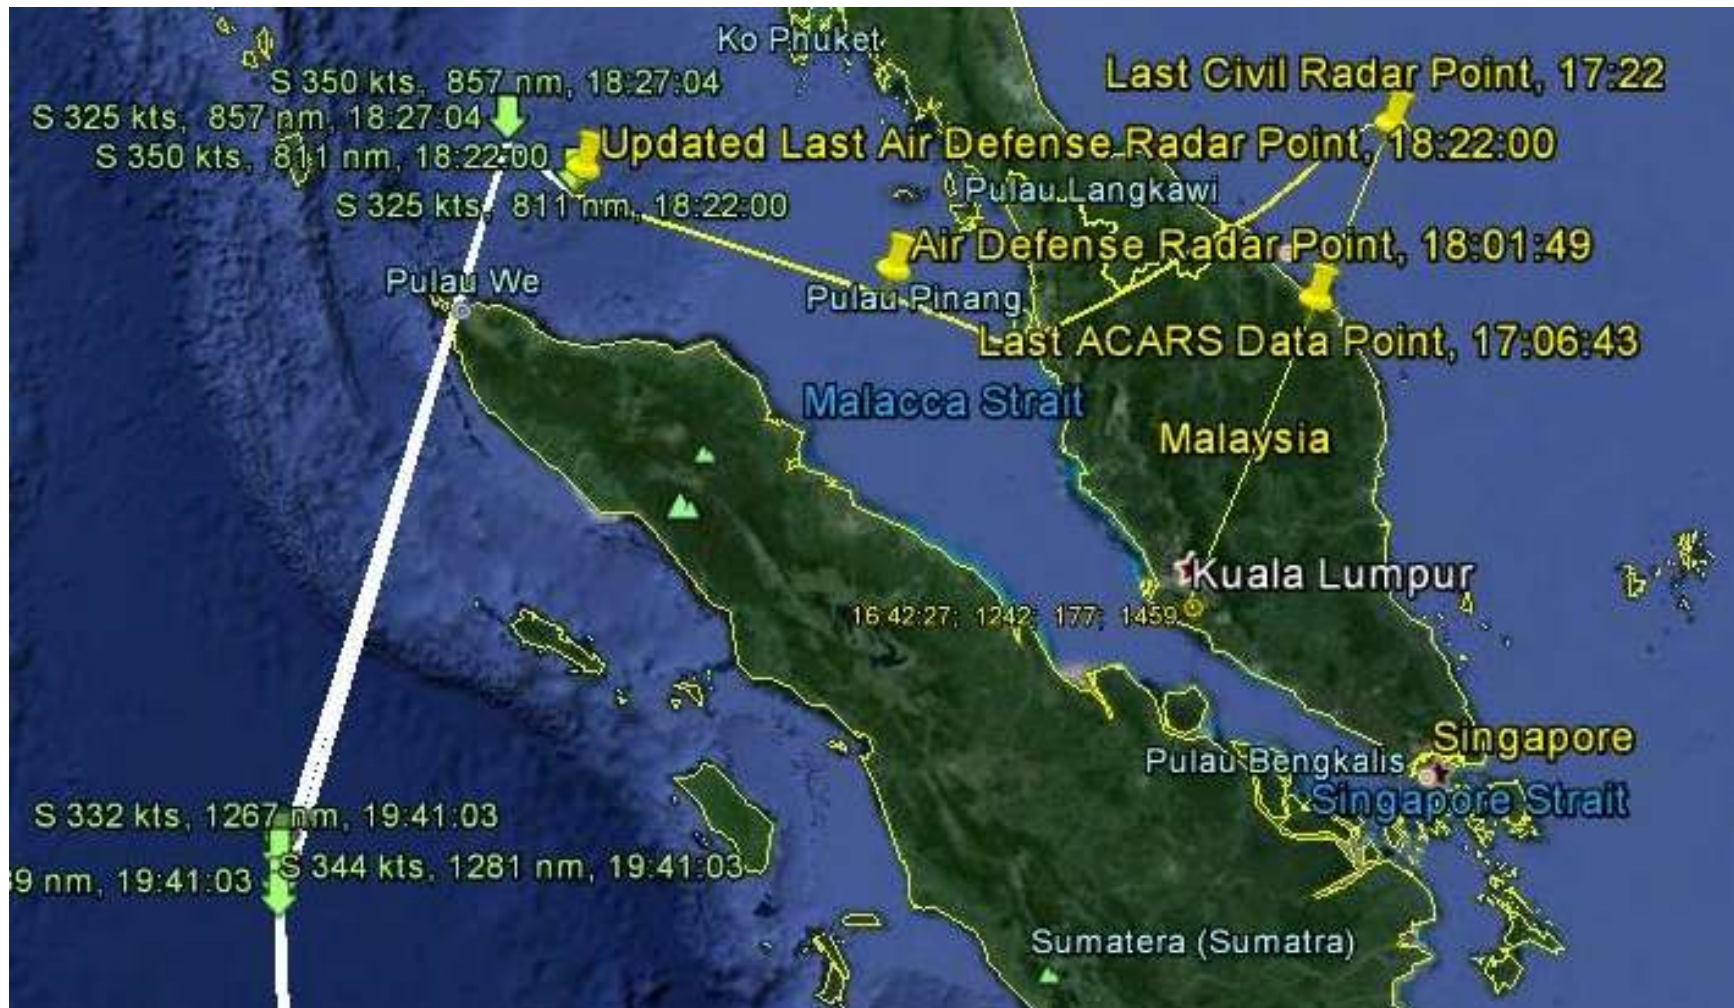 Ko Phuket
Last Civil Radar Point, 17:22
S 350 kts, 857 nm, 18:27:04
S 325 kts, 857 nm, 18:27:04
Updated Last Air Defense Radar Point, 18:22:00
S 350 kts, 811 nm, 18:22:00
Pulau Langkawi
S 325 kts, 811 nm, 18:22:00
Air Defense Radar Point, 18:01:49
Pulau We
Pulau Pinang
Last ACARS Data Point, 17:06:43
Malacca Strait
Malaysia
Kuala Lumpur
16:42:27; 1242; 177; 1459
Singapore
Pulau Bengkalis
Singapore Strait
S 332 kts, 1267 nm, 19:41:03
S 344 kts, 1281 nm, 19:41:03
9 nm, 19:41:03
Sumatera (Sumatra)